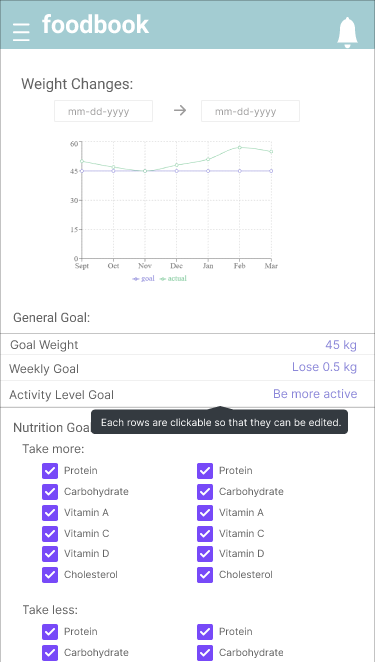 foodbook
Weight Changes:
mm-dd-yyyy → mm-dd-yyyy
60
45
30
15
0
Sept Oct Nov Dec Jan Feb Mar
goal actual
General Goal:
Goal Weight 45 kg
Weekly Goal Lose 0.5 kg
Activity Level Goal Be more active
Each rows are clickable so that they can be edited.
Nutrition Goa
Take more:
Protein Protein
Carbohydrate Carbohydrate
Vitamin A Vitamin A
Vitamin C Vitamin C
Vitamin D Vitamin D
Cholesterol Cholesterol
Take less:
Protein Protein
Carbohydrate Carbohydrate